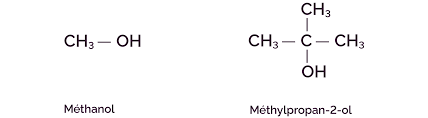 CH₃
CH₃ — OH
CH₃ — C — CH₃
OH
Méthanol
Méthylpropan-2-ol